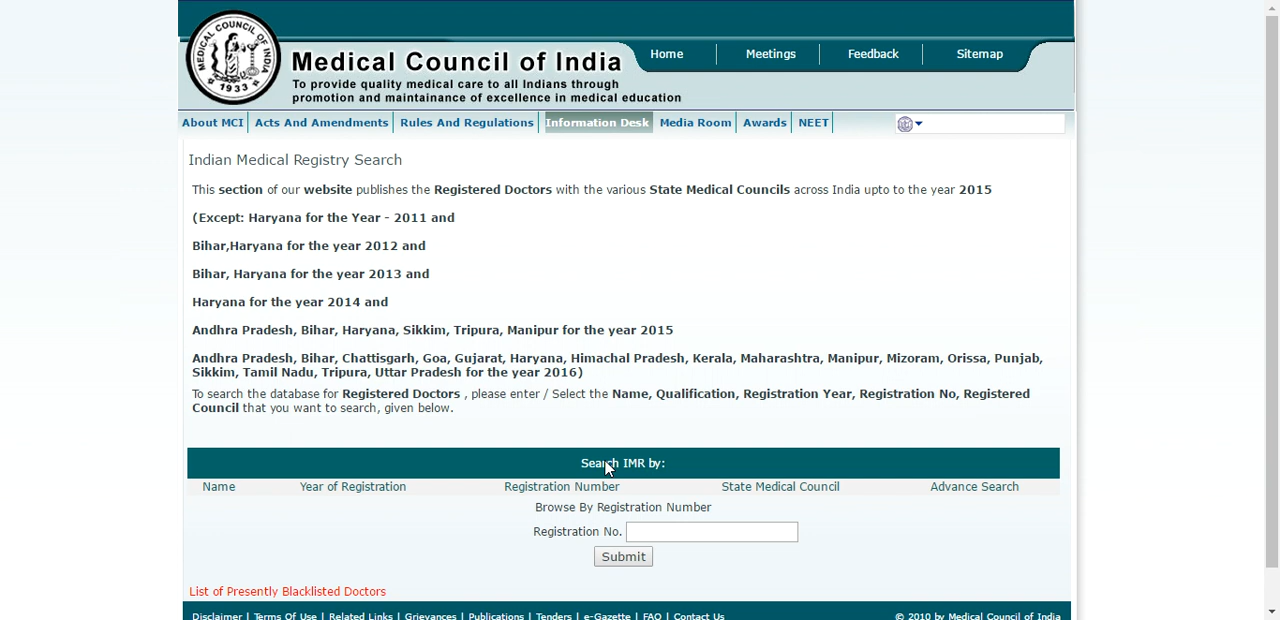 MEDICAL COUNCIL OF INDIA
1933
Medical Council of India
To provide quality medical care to all Indians through
promotion and maintainance of excellence in medical education
Home
Meetings
Feedback
Sitemap
About MCI
Acts And Amendments
Rules And Regulations
Information Desk
Media Room
Awards
NEET
Indian Medical Registry Search
This section of our website publishes the Registered Doctors with the various State Medical Councils across India upto to the year 2015
(Except: Haryana for the Year - 2011 and
Bihar,Haryana for the year 2012 and
Bihar, Haryana for the year 2013 and
Haryana for the year 2014 and
Andhra Pradesh, Bihar, Haryana, Sikkim, Tripura, Manipur for the year 2015
Andhra Pradesh, Bihar, Chattisgarh, Goa, Gujarat, Haryana, Himachal Pradesh, Kerala, Maharashtra, Manipur, Mizoram, Orissa, Punjab,
Sikkim, Tamil Nadu, Tripura, Uttar Pradesh for the year 2016)
To search the database for Registered Doctors , please enter / Select the Name, Qualification, Registration Year, Registration No, Registered
Council that you want to search, given below.
Search IMR by:
Name
Year of Registration
Registration Number
State Medical Council
Advance Search
Browse By Registration Number
Registration No.
Submit
List of Presently Blacklisted Doctors
Disclaimer | Terms Of Use | Related Links | Grievances | Publications | Tenders | e-Gazette | FAQ | Contact Us
© 2010 by Medical Council of India